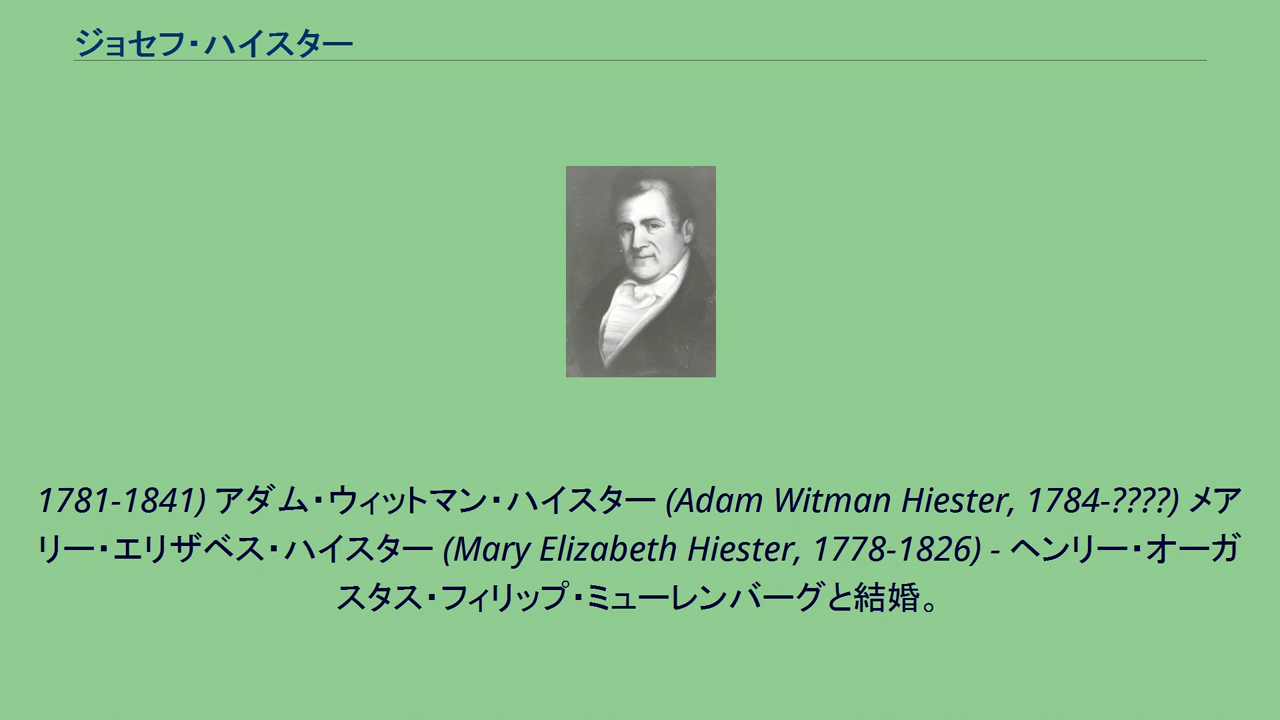 ジョセフ・ハイスター
1781-1841) アダム・ウィットマン・ハイスター (Adam Witman Hiester, 1784-????) メア
リー・エリザベス・ハイスター (Mary Elizabeth Hiester, 1778-1826) - ヘンリー・オーガ
スタス・フィリップ・ミューレンバーグと結婚。